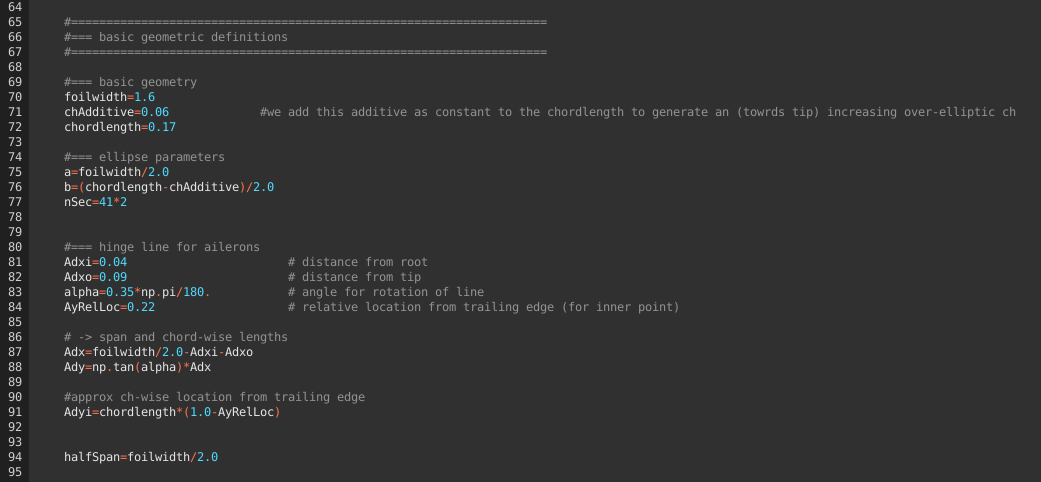 64
65 #====================================================================
66 #=== basic geometric definitions
67 #====================================================================
68
69 #=== basic geometry
70 foilwidth=1.6
71 chAdditive=0.06 #we add this additive as constant to the chordlength to generate an (towrds tip) increasing over-elliptic ch
72 chordlength=0.17
73
74 #=== ellipse parameters
75 a=foilwidth/2.0
76 b=(chordlength-chAdditive)/2.0
77 nSec=41*2
78
79
80 #=== hinge line for ailerons
81 Adxi=0.04 # distance from root
82 Adxo=0.09 # distance from tip
83 alpha=0.35*np.pi/180. # angle for rotation of line
84 AyRelLoc=0.22 # relative location from trailing edge (for inner point)
85
86 # -> span and chord-wise lengths
87 Adx=foilwidth/2.0-Adxi-Adxo
88 Ady=np.tan(alpha)*Adx
89
90 #approx ch-wise location from trailing edge
91 Adyi=chordlength*(1.0-AyRelLoc)
92
93
94 halfSpan=foilwidth/2.0
95